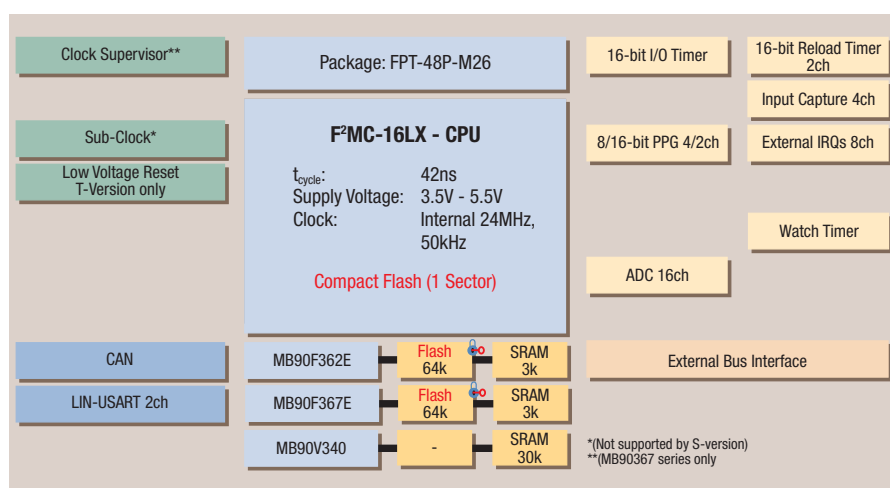 Clock Supervisor**
Package: FPT-48P-M26
16-bit I/O Timer
16-bit Reload Timer
2ch
Input Capture 4ch
Sub-Clock*
F²MC-16LX - CPU
8/16-bit PPG 4/2ch
External IRQs 8ch
Low Voltage Reset
T-Version only
tcycle: 42ns
Supply Voltage: 3.5V - 5.5V
Clock: Internal 24MHz,
50kHz
Watch Timer
Compact Flash (1 Sector)
ADC 16ch
CAN
MB90F362E
Flash
64k
SRAM
3k
External Bus Interface
LIN-USART 2ch
MB90F367E
Flash
64k
SRAM
3k
MB90V340
-
SRAM
30k
*(Not supported by S-version)
**(MB90367 series only